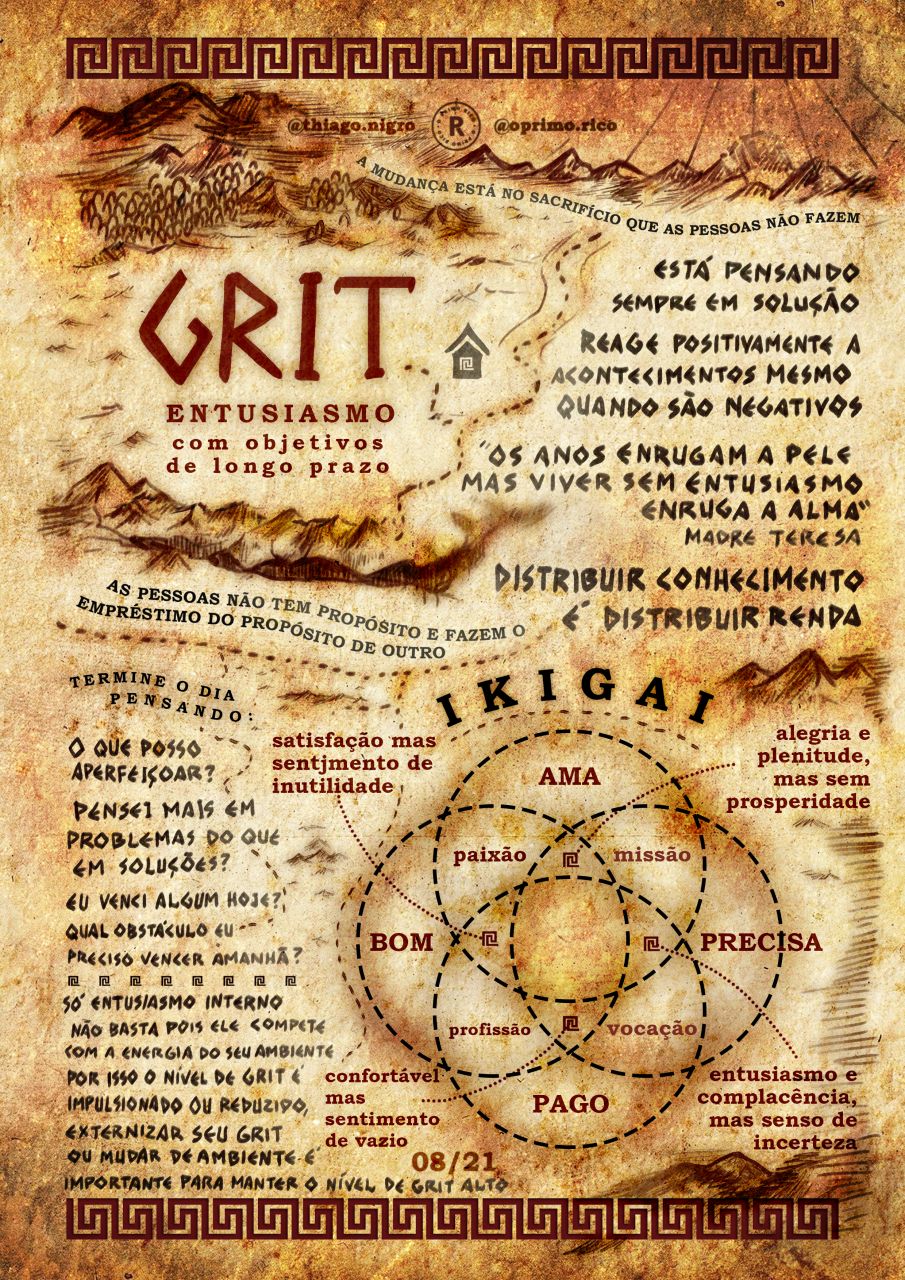 @thiago.nigro
R
@oprimo.rico
A MUDANÇA ESTÁ NO SACRIFÍCIO QUE AS PESSOAS NÃO FAZEM
GRIT
ENTUSIASMO
com objetivos
de longo prazo
ESTÁ PENSANDO
SEMPRE EM SOLUÇÃO
REAGE POSITIVAMENTE A
ACONTECIMENTOS MESMO
QUANDO SÃO NEGATIVOS
"OS ANOS ENRUGAM A PELE
MAS VIVER SEM ENTUSIASMO
ENRUGA A ALMA"
MADRE TERESA
DISTRIBUIR CONHECIMENTO
É DISTRIBUIR RENDA
AS PESSOAS NÃO TEM PROPÓSITO E FAZEM O
EMPRÉSTIMO DO PROPÓSITO DE OUTRO
TERMINE O DIA
PENSANDO:
O QUE POSSO
APERFEIÇOAR?
PENSEI MAIS EM
PROBLEMAS DO QUE
EM SOLUÇÕES?
EU VENCI ALGUM HOJE?
QUAL OBSTÁCULO EU
PRECISO VENCER AMANHÃ?
SÓ ENTUSIASMO INTERNO
NÃO BASTA POIS ELE COMPETE
COM A ENERGIA DO SEU AMBIENTE
POR ISSO O NÍVEL DE GRIT É
IMPULSIONADO OU REDUZIDO,
EXTERNIZAR SEU GRIT
OU MUDAR DE AMBIENTE É
IMPORTANTE PARA MANTER O NÍVEL DE GRIT ALTO
IKIGAI
satisfação mas
sentjmento de
inutilidade
alegria e
plenitude,
mas sem
prosperidade
AMA
paixão
missão
BOM
PRECISA
profissão
vocação
PAGO
confortável
mas
sentimento
de vazio
entusiasmo e
complacência,
mas senso de
incerteza
08/21